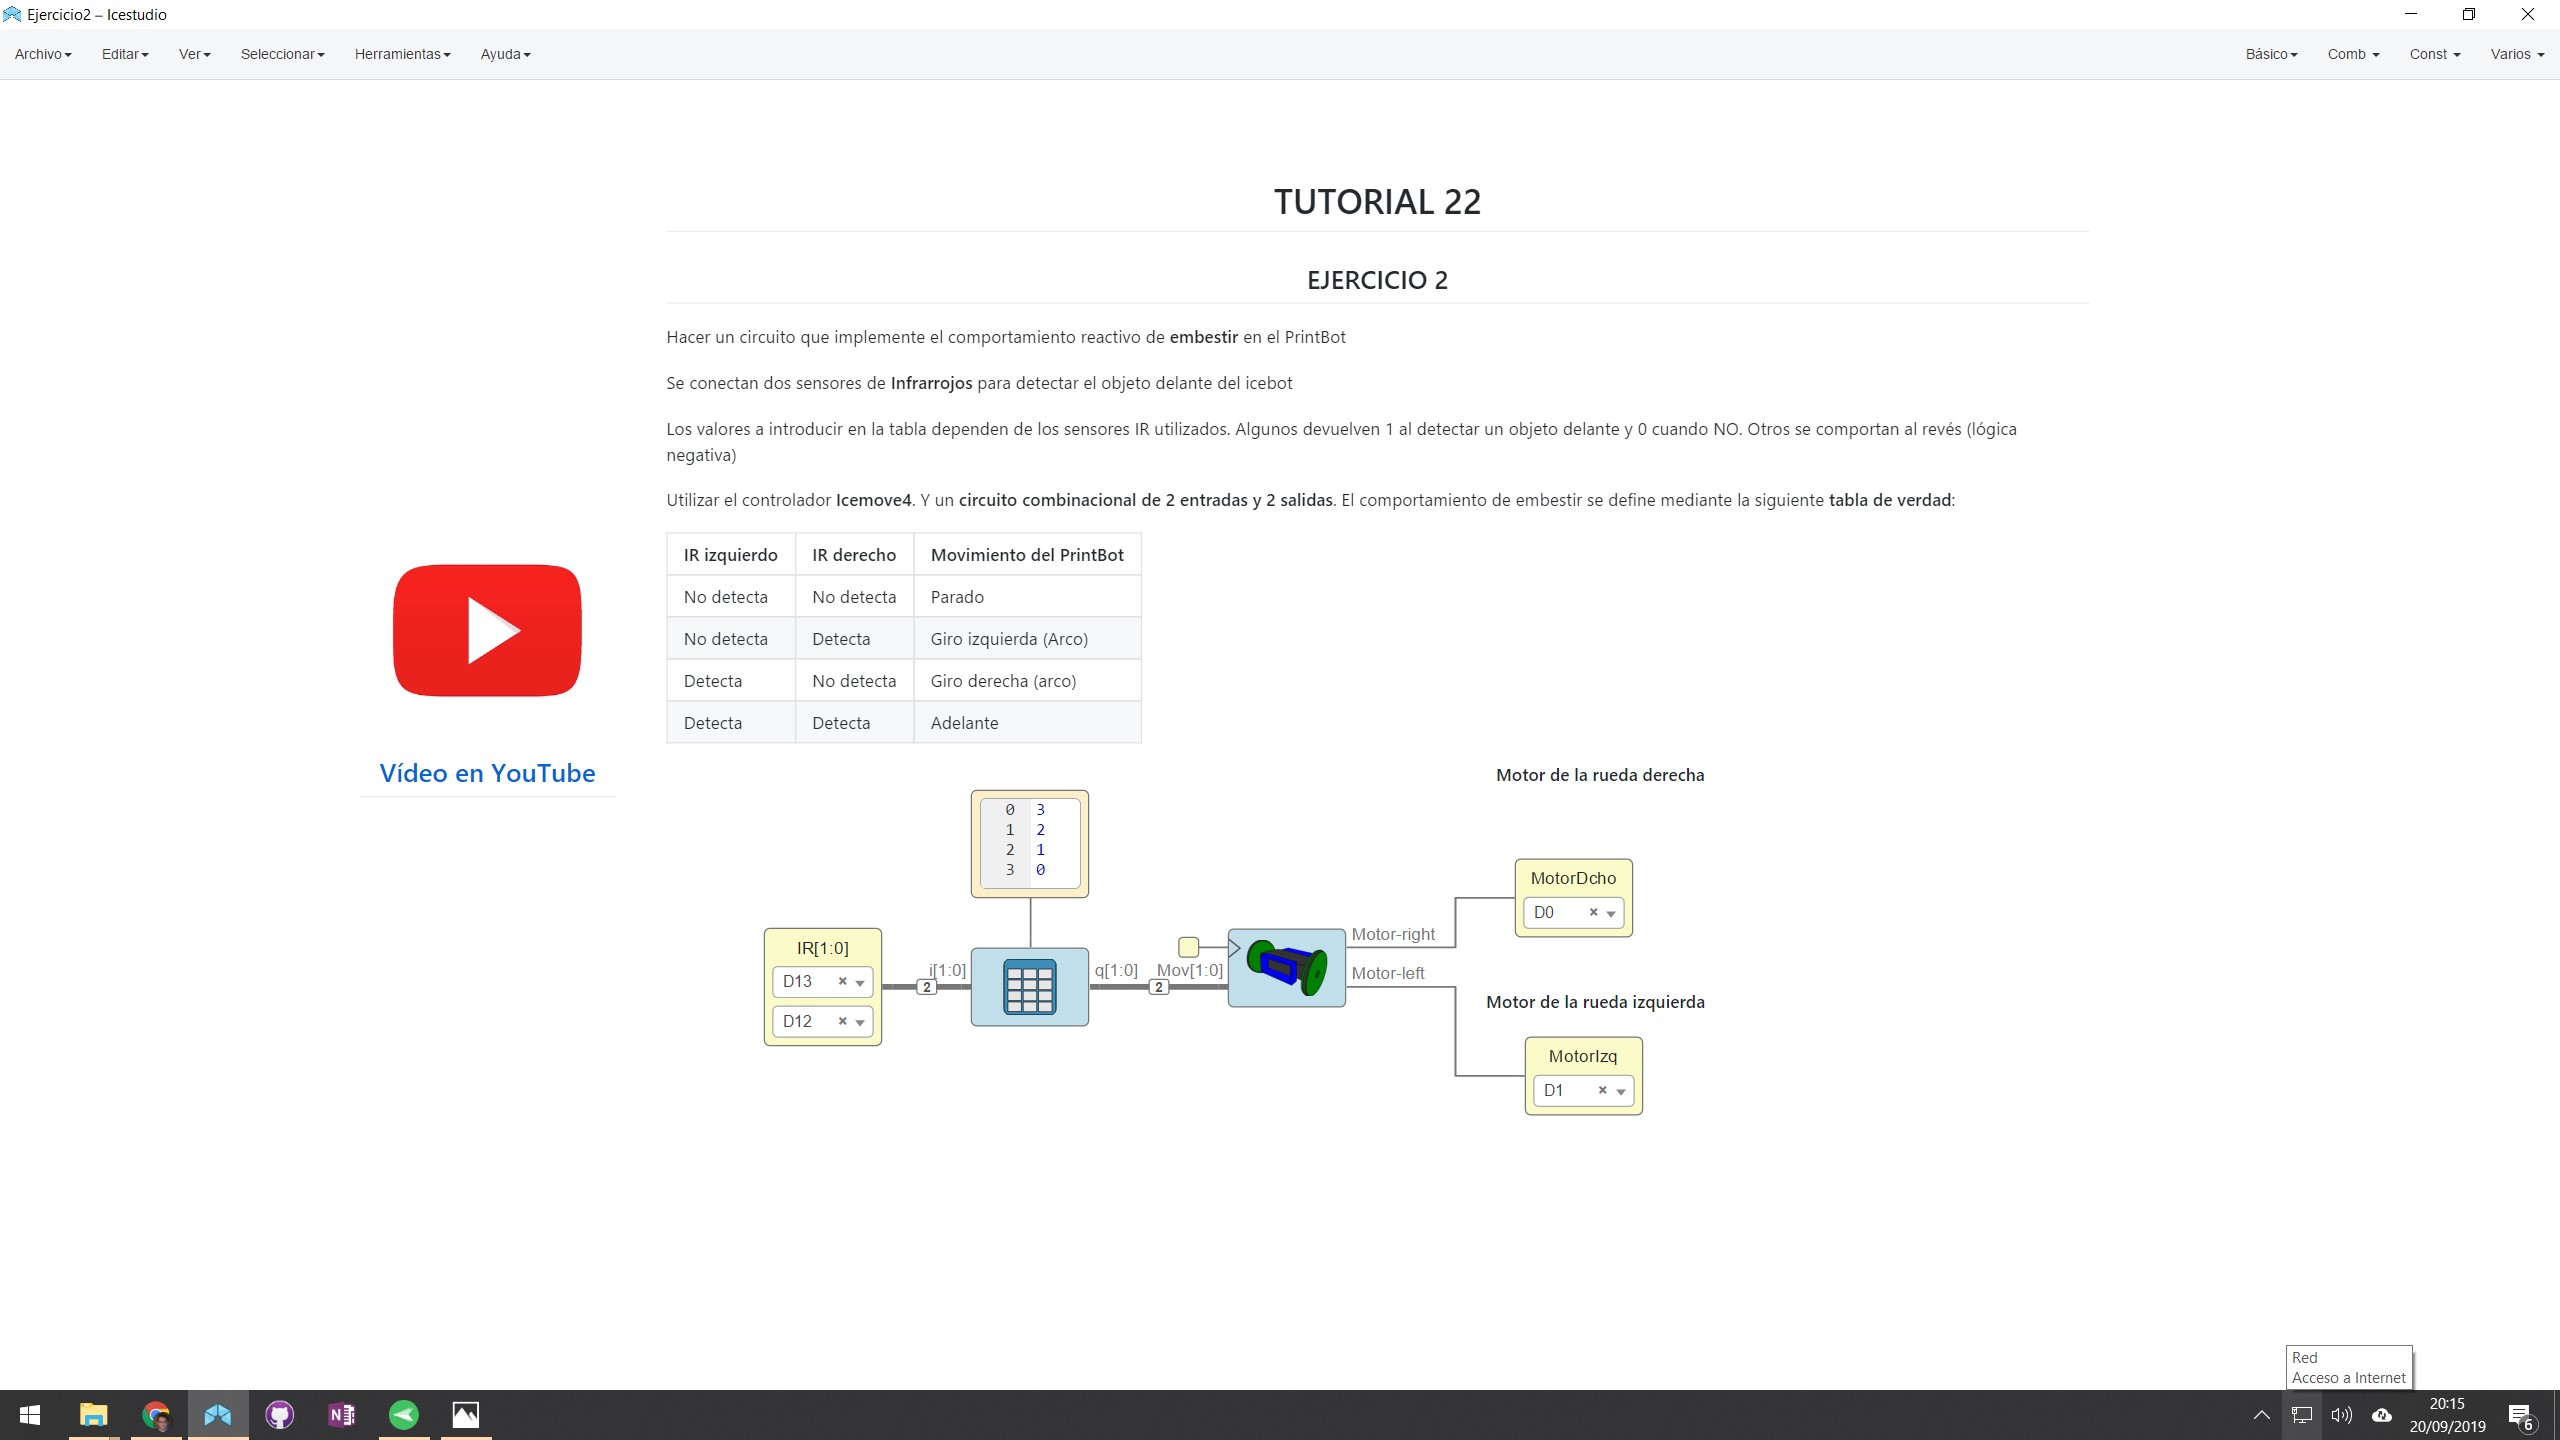 Ejercicio2 – Icestudio
Archivo Editar Ver Seleccionar Herramientas Ayuda Básico Comb Const Varios
TUTORIAL 22
EJERCICIO 2
Hacer un circuito que implemente el comportamiento reactivo de embestir en el PrintBot
Se conectan dos sensores de Infrarrojos para detectar el objeto delante del icebot
Los valores a introducir en la tabla dependen de los sensores IR utilizados. Algunos devuelven 1 al detectar un objeto delante y 0 cuando NO. Otros se comportan al revés (lógica
negativa)
Utilizar el controlador Icemove4. Y un circuito combinacional de 2 entradas y 2 salidas. El comportamiento de embestir se define mediante la siguiente tabla de verdad:
IR izquierdo IR derecho Movimiento del PrintBot
No detecta No detecta Parado
No detecta Detecta Giro izquierda (Arco)
Detecta No detecta Giro derecha (arco)
Detecta Detecta Adelante
Vídeo en YouTube
Motor de la rueda derecha
0 3
1 2
2 1
3 0
MotorDcho
D0
IR[1:0]
D13
D12
i[1:0]
2
q[1:0]
2
Mov[1:0]
Motor-right
Motor-left
Motor de la rueda izquierda
MotorIzq
D1
Red
Acceso a Internet
N
20:15
20/09/2019
6